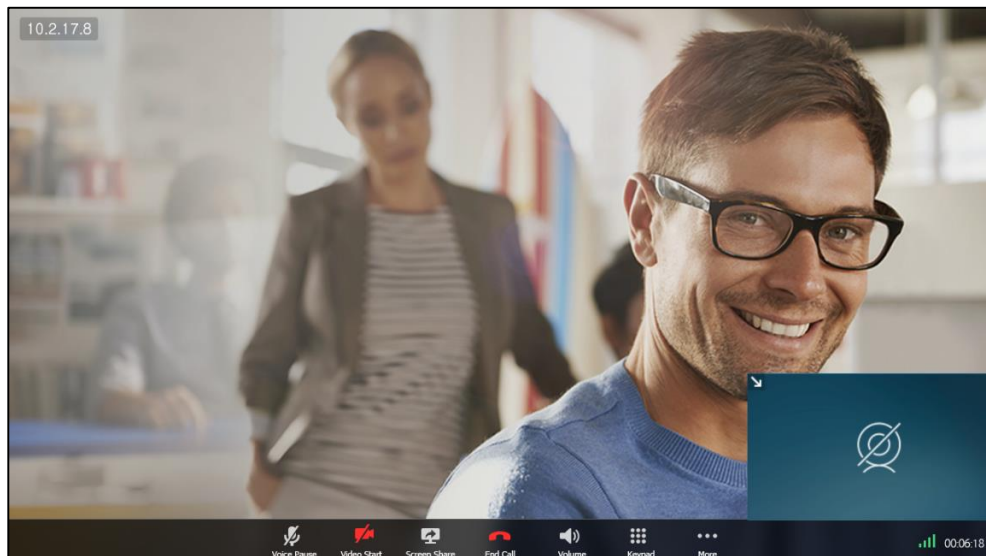 10.2.17.8
Voice Pause
Video Start
Screen Share
End Call
Volume
Keypad
More
00:06:18